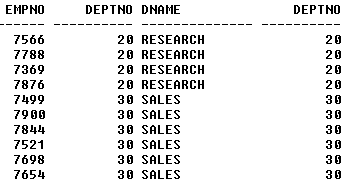 EMPNO DEPTNO DNAME DEPTNO
---------- ---------- -------------------- ----------
7566 20 RESEARCH 20
7788 20 RESEARCH 20
7369 20 RESEARCH 20
7876 20 RESEARCH 20
7499 30 SALES 30
7900 30 SALES 30
7844 30 SALES 30
7521 30 SALES 30
7698 30 SALES 30
7654 30 SALES 30